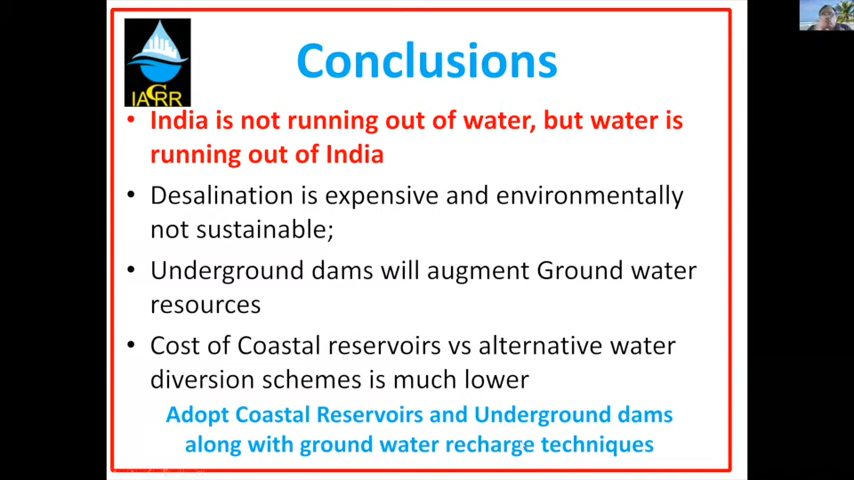 Conclusions
IACRR
• India is not running out of water, but water is
running out of India
• Desalination is expensive and environmentally
not sustainable;
• Underground dams will augment Ground water
resources
• Cost of Coastal reservoirs vs alternative water
diversion schemes is much lower
Adopt Coastal Reservoirs and Underground dams
along with ground water recharge techniques